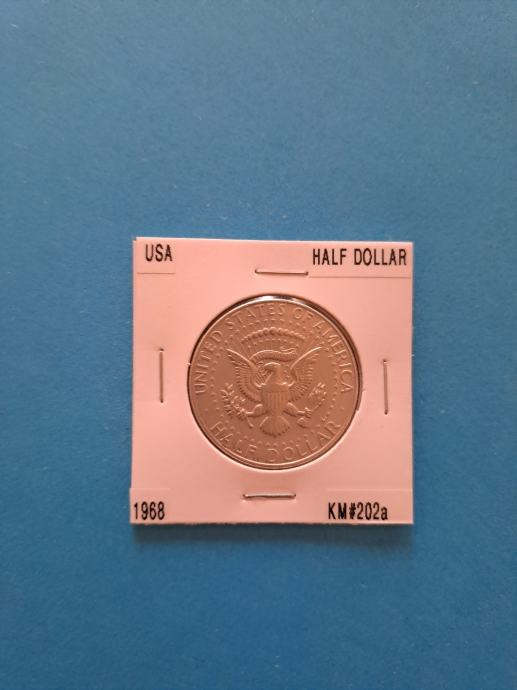 USA HALF DOLLAR
UNITED STATES OF AMERICA
HALF DOLLAR
1968 KM#202a